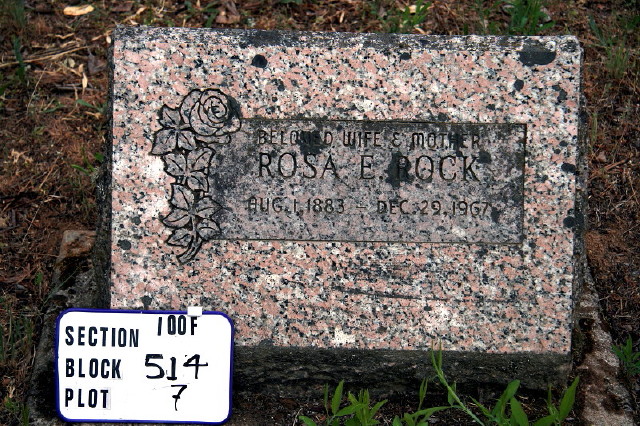 BELOVED WIFE & MOTHER
ROSA E. ROCK
AUG. 1, 1883 – DEC. 29, 1967
SECTION 100F
BLOCK 514
PLOT 7